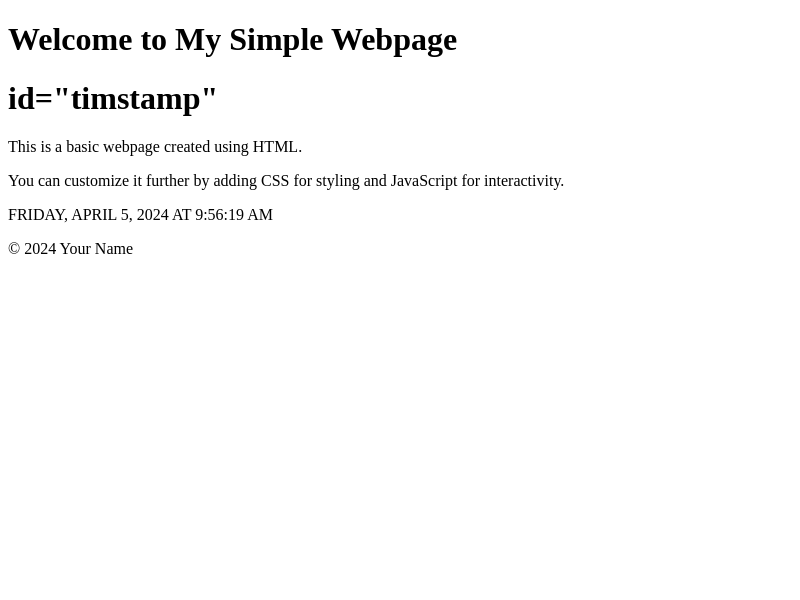 Welcome to My Simple Webpage
id="timstamp"
This is a basic webpage created using HTML.
You can customize it further by adding CSS for styling and JavaScript for interactivity.
FRIDAY, APRIL 5, 2024 AT 9:56:19 AM
© 2024 Your Name